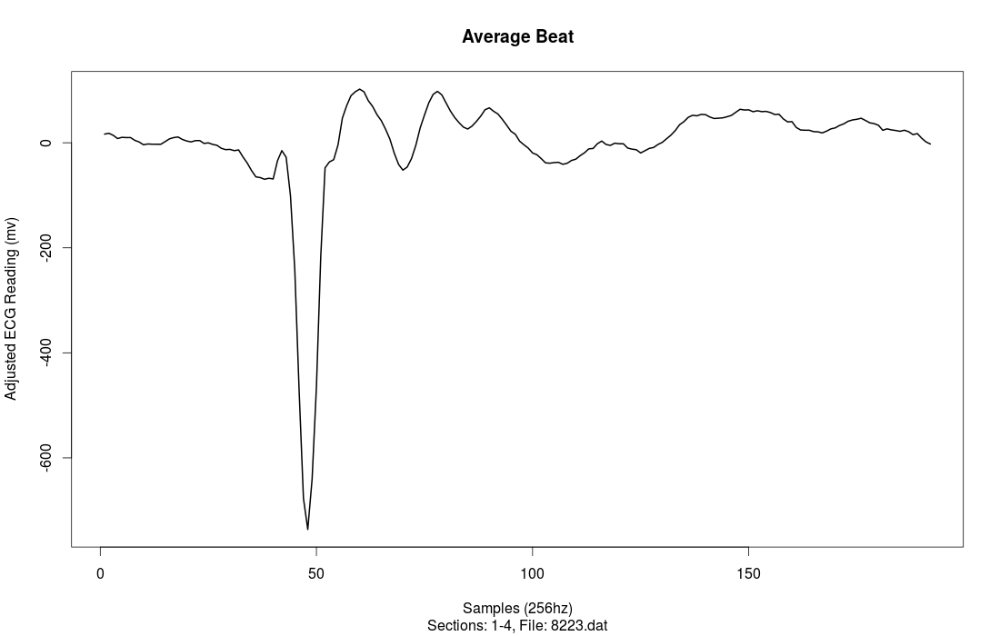 Average Beat
Adjusted ECG Reading (mv)
0
-200
-400
-600
0
50
100
150
Samples (256hz)
Sections: 1-4, File: 8223.dat